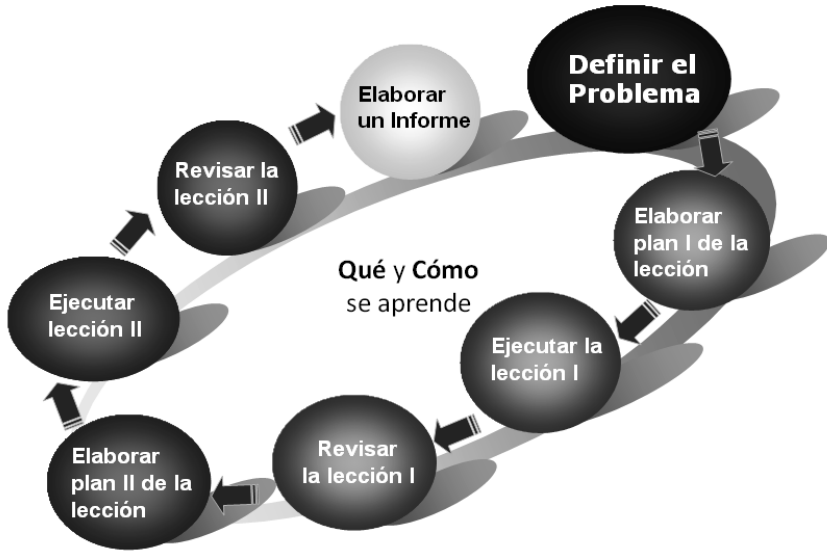 Definir el
Problema
Elaborar
plan I de la
lección
Ejecutar la
lección I
Revisar
la lección I
Elaborar
plan II de la
lección
Ejecutar
lección II
Revisar la
lección II
Elaborar
un Informe
Qué y Cómo
se aprende